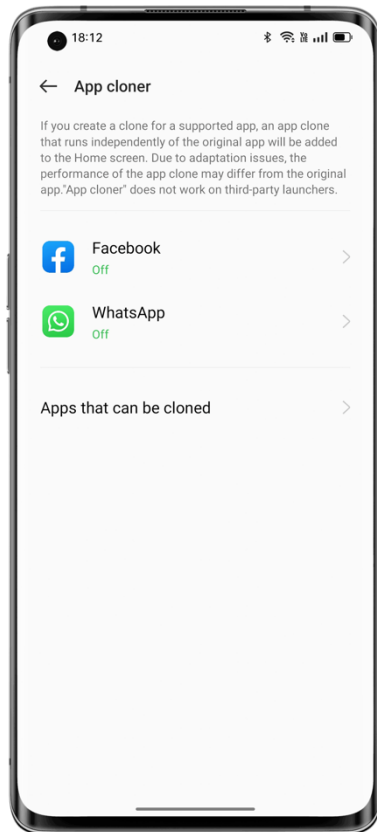 18:12
App cloner
If you create a clone for a supported app, an app clone
that runs independently of the original app will be added
to the Home screen. Due to adaptation issues, the
performance of the app clone may differ from the original
app."App cloner" does not work on third-party launchers.
Facebook
Off
WhatsApp
Off
Apps that can be cloned